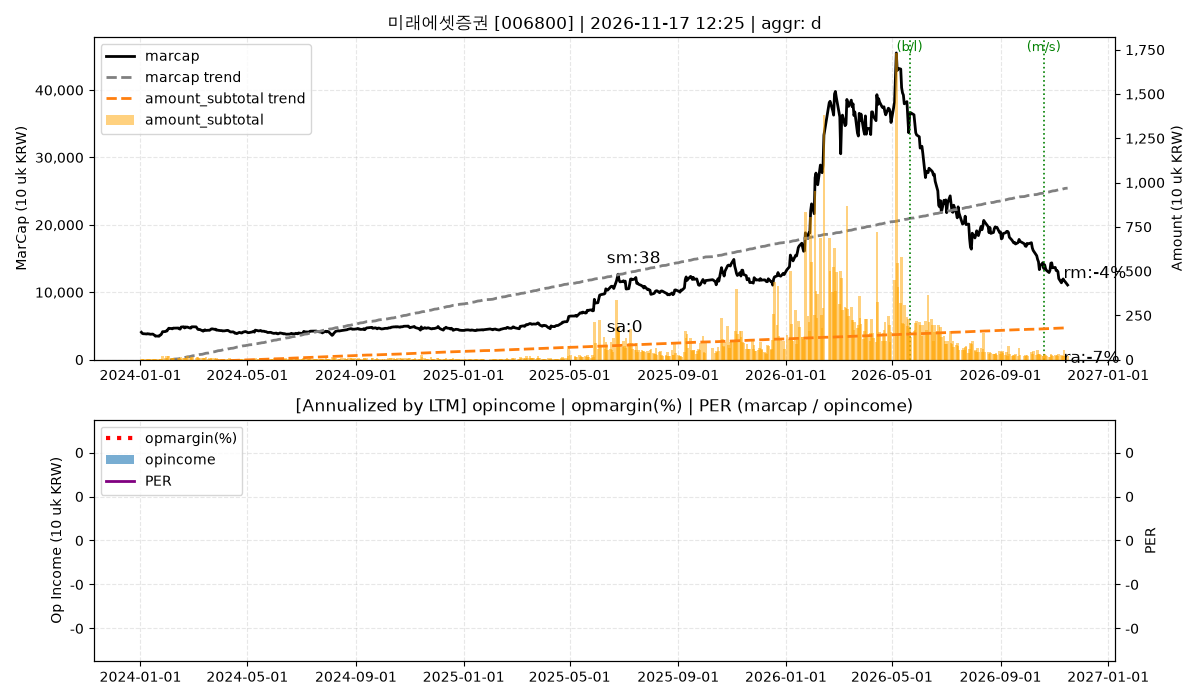 미래에셋증권 [006800] | 2026-11-17 12:25 | aggr: d
(b/l)
(m/s)
marcap
marcap trend
amount_subtotal trend
amount_subtotal
MarCap (10 uk KRW)
40,000
30,000
20,000
10,000
0
1,750
1,500
1,250
1,000
750
500
250
0
Amount (10 uk KRW)
sm:38
sa:0
rm:-4%
ra:-7%
2024-01-01
2024-05-01
2024-09-01
2025-01-01
2025-05-01
2025-09-01
2026-01-01
2026-05-01
2026-09-01
2027-01-01
[Annualized by LTM] opincome | opmargin(%) | PER (marcap / opincome)
opmargin(%)
opincome
PER
Op Income (10 uk KRW)
0
0
0
-0
-0
0
0
0
-0
-0
PER
2024-01-01
2024-05-01
2024-09-01
2025-01-01
2025-05-01
2025-09-01
2026-01-01
2026-05-01
2026-09-01
2027-01-01